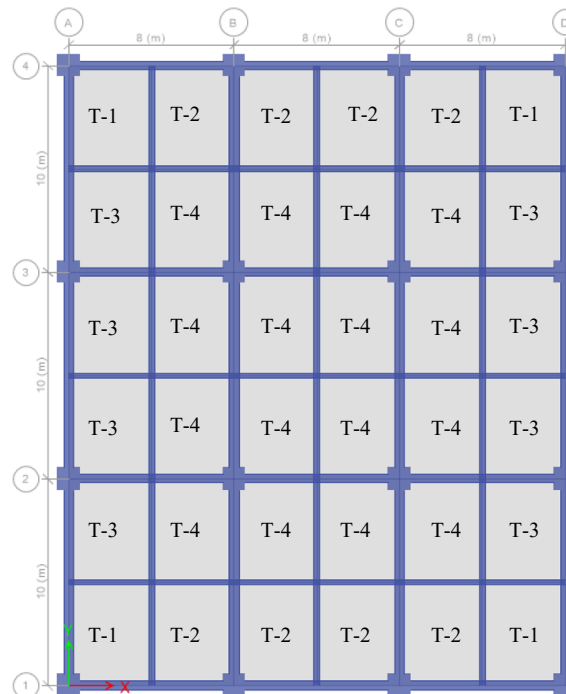 A B C D
8 (m) 8 (m) 8 (m)
4
T-1 T-2 T-2 T-2 T-2 T-1
10 (m)
T-3 T-4 T-4 T-4 T-4 T-3
3
T-3 T-4 T-4 T-4 T-4 T-3
10 (m)
T-3 T-4 T-4 T-4 T-4 T-3
2
T-3 T-4 T-4 T-4 T-4 T-3
10 (m)
T-1 T-2 T-2 T-2 T-2 T-1
Y
1
X